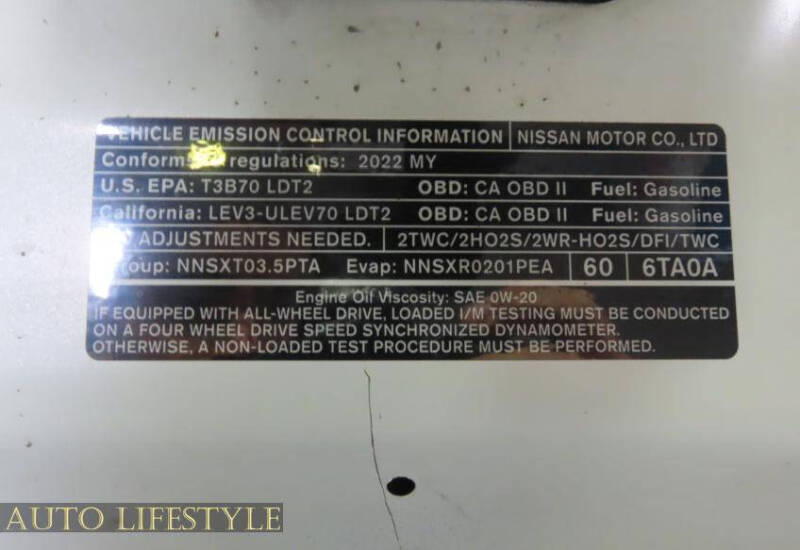 VEHICLE EMISSION CONTROL INFORMATION NISSAN MOTOR CO., LTD
Conforms regulations: 2022 MY
U.S. EPA: T3B70 LDT2 OBD: CA OBD II Fuel: Gasoline
California: LEV3-ULEV70 LDT2 OBD: CA OBD II Fuel: Gasoline
ADJUSTMENTS NEEDED. 2TWC/2HO2S/2WR-HO2S/DFI/TWC
Group: NNSXT03.5PTA Evap: NNSXR0201PEA 60 6TA0A
Engine Oil Viscosity: SAE 0W-20
IF EQUIPPED WITH ALL-WHEEL DRIVE, LOADED I/M TESTING MUST BE CONDUCTED
ON A FOUR WHEEL DRIVE SPEED SYNCHRONIZED DYNAMOMETER.
OTHERWISE, A NON-LOADED TEST PROCEDURE MUST BE PERFORMED.
AUTO LIFESTYLE